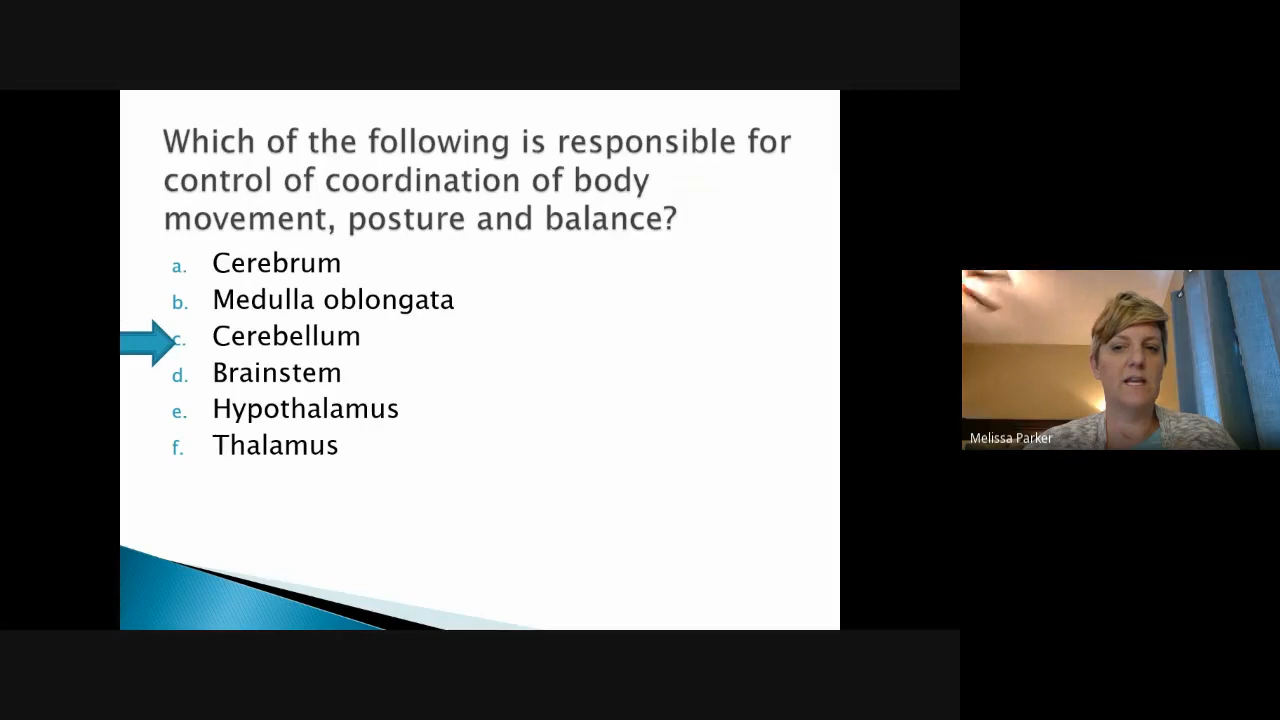 Which of the following is responsible for
control of coordination of body
movement, posture and balance?
a. Cerebrum
b. Medulla oblongata
c. Cerebellum
d. Brainstem
e. Hypothalamus
f. Thalamus
Melissa Parker